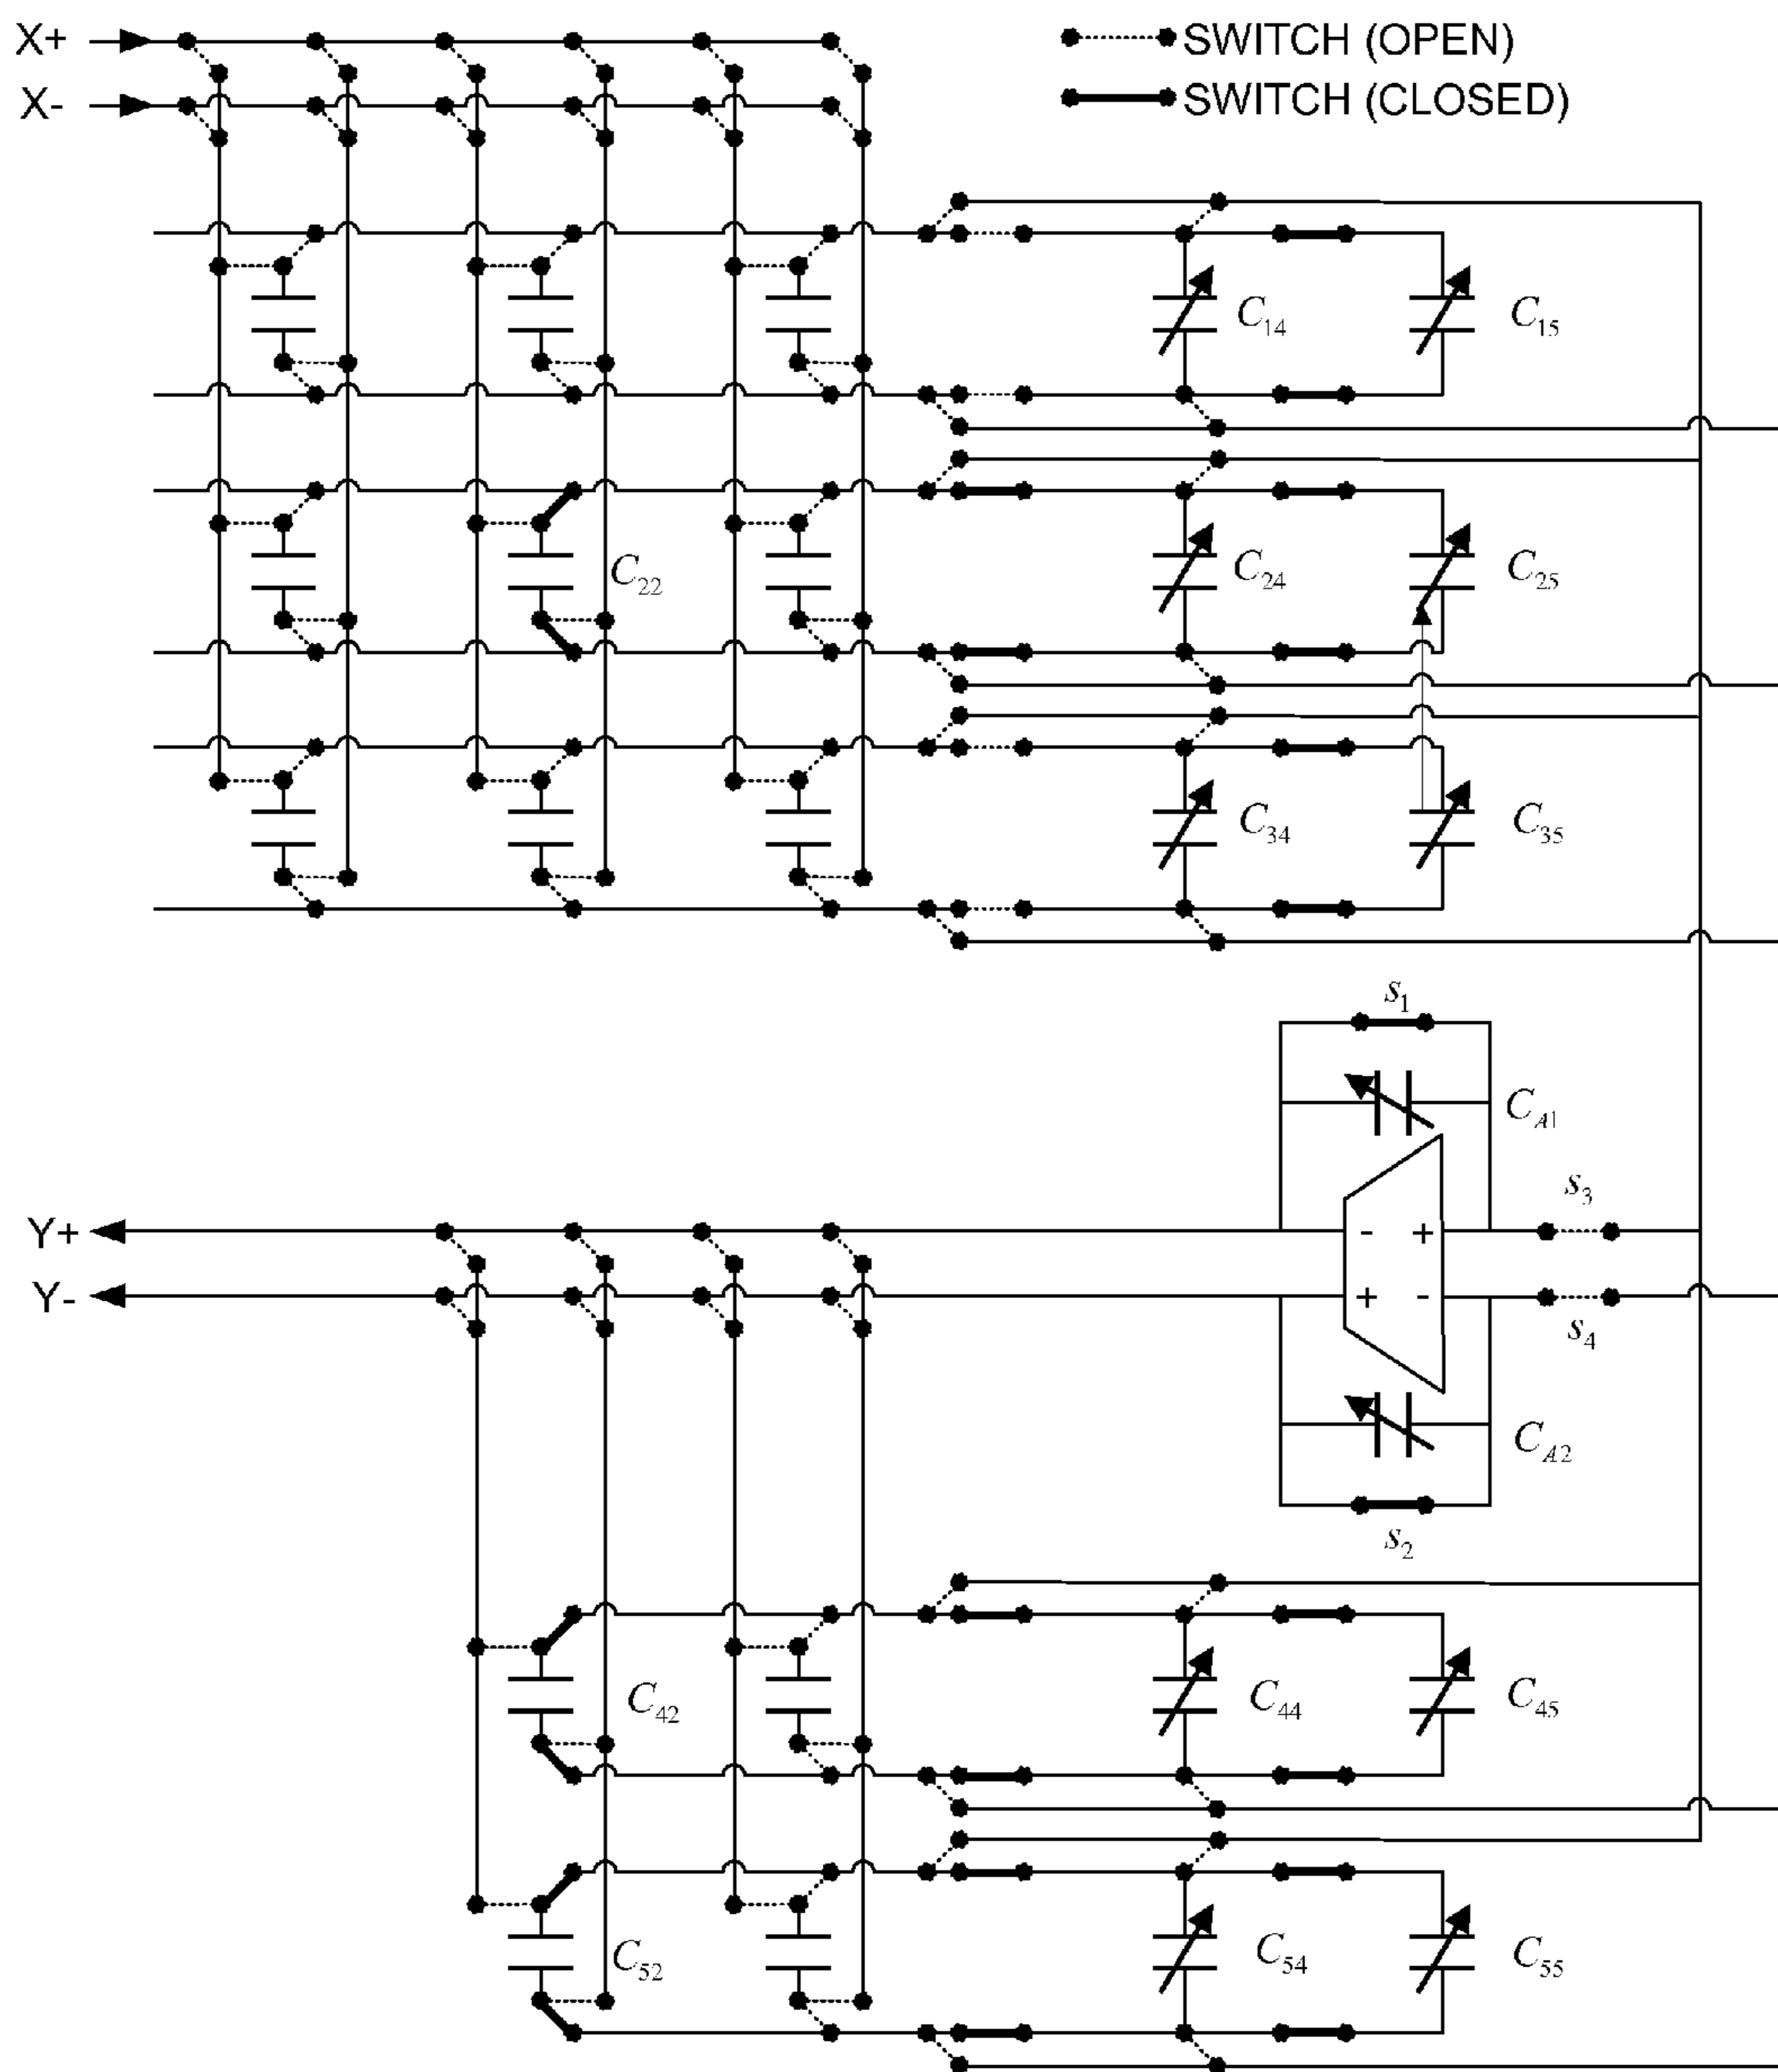 X+
SWITCH (OPEN)
X-
SWITCH (CLOSED)
C14
C15
C22
C24
C25
C34
C35
s1
CA1
s3
Y+
- +
Y-
+ -
s4
CA2
s2
C42
C44
C45
C52
C54
C55